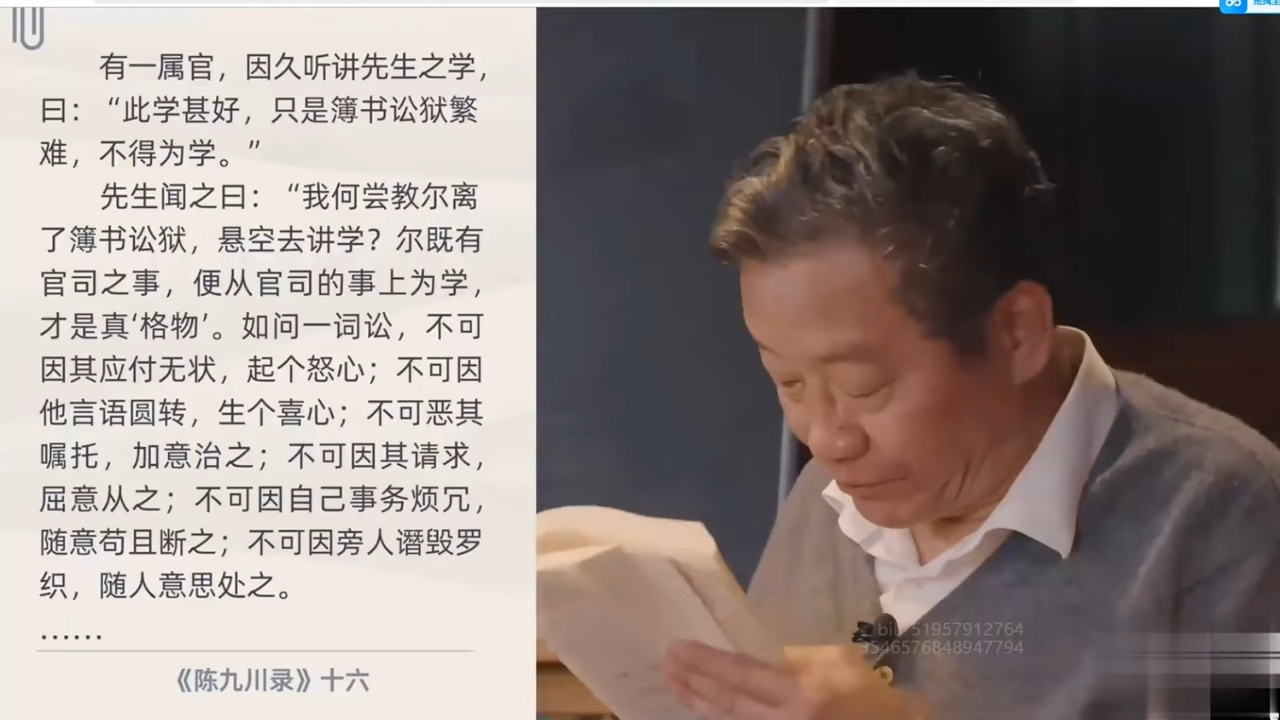 有一属官，因久听讲先生之学，
曰：“此学甚好，只是簿书讼狱繁
难，不得为学。”
先生闻之曰：“我何尝教尔离
了簿书讼狱，悬空去讲学？尔既有
官司之事，便从官司的事上为学，
才是真‘格物’。如问一词讼，不可
因其应付无状，起个怒心；不可因
他言语圆转，生个喜心；不可恶其
嘱托，加意治之；不可因其请求，
屈意从之；不可因自己事务烦冗，
随意苟且断之；不可因旁人谮毁罗
织，随人意思处之。
……
《陈九川录》十六
51957912764
546576848947794